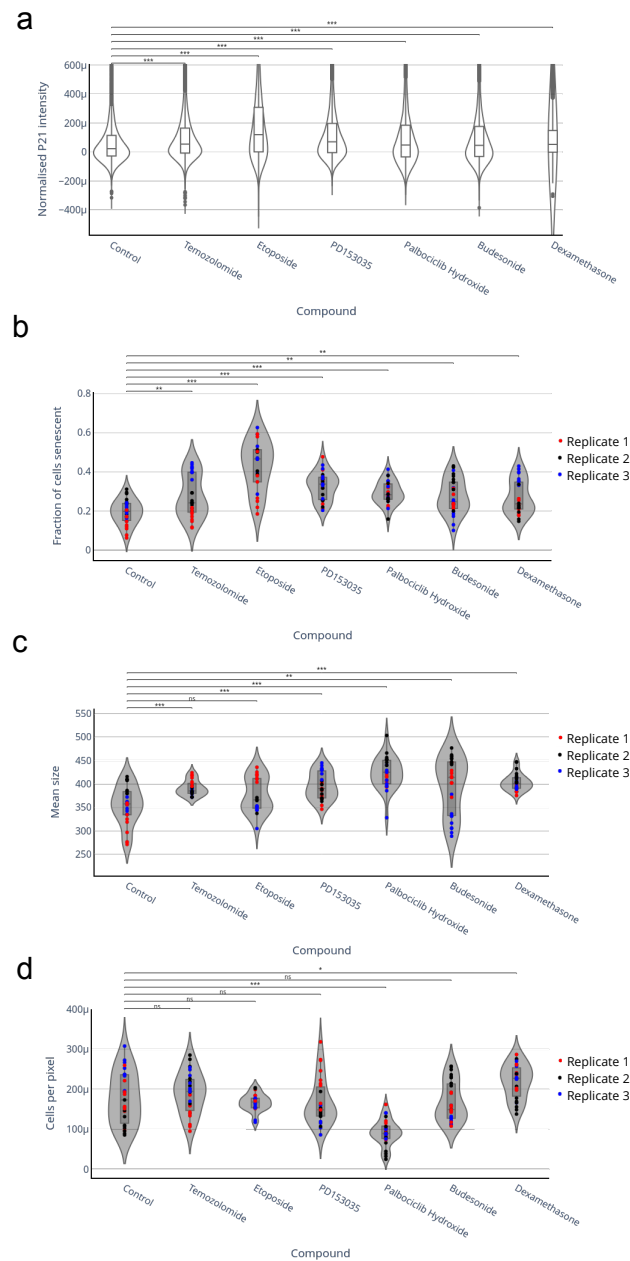 a
***
***
***
***
***
***
600μ
400μ
200μ
0
−200μ
−400μ
Normalised P21 intensity
Control
Temozolomide
Etoposide
PD153035
Palbociclib Hydroxide
Budesonide
Dexamethasone
Compound
b
**
**
***
***
***
**
0.8
0.6
0.4
0.2
0
Fraction of cells senescent
Replicate 1
Replicate 2
Replicate 3
Control
Temozolomide
Etoposide
PD153035
Palbociclib Hydroxide
Budesonide
Dexamethasone
Compound
c
***
**
***
***
ns
***
550
500
450
400
350
300
250
Mean size
Replicate 1
Replicate 2
Replicate 3
Control
Temozolomide
Etoposide
PD153035
Palbociclib Hydroxide
Budesonide
Dexamethasone
Compound
d
*
ns
***
ns
ns
ns
400μ
300μ
200μ
100μ
0
Cells per pixel
Replicate 1
Replicate 2
Replicate 3
Control
Temozolomide
Etoposide
PD153035
Palbociclib Hydroxide
Budesonide
Dexamethasone
Compound